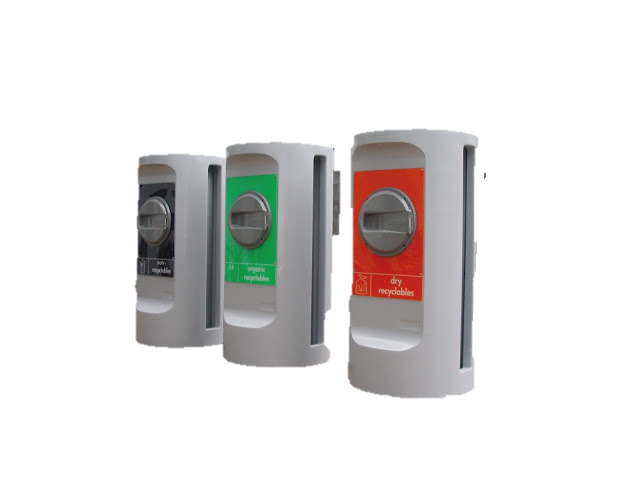 non-
recyclables
organic
recyclables
dry
recyclables